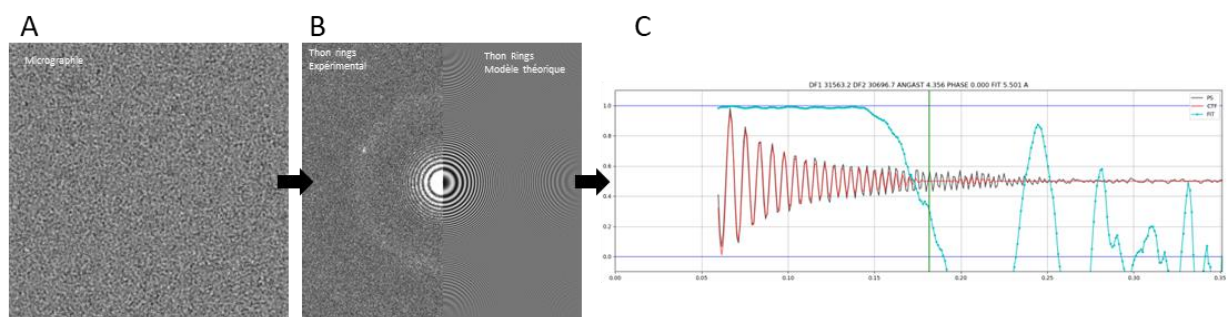 A
B
C
Micrographie
Thon rings
Expérimental
Thon Rings
Modèle théorique
DF1 31563.2 DF2 30696.7 ANGAST 4.356 PHASE 0.000 FIT 5.501 A
PS
CTF
FIT
1.0
0.8
0.6
0.4
0.2
0.0
0.00 0.05 0.10 0.15 0.20 0.25 0.30 0.35